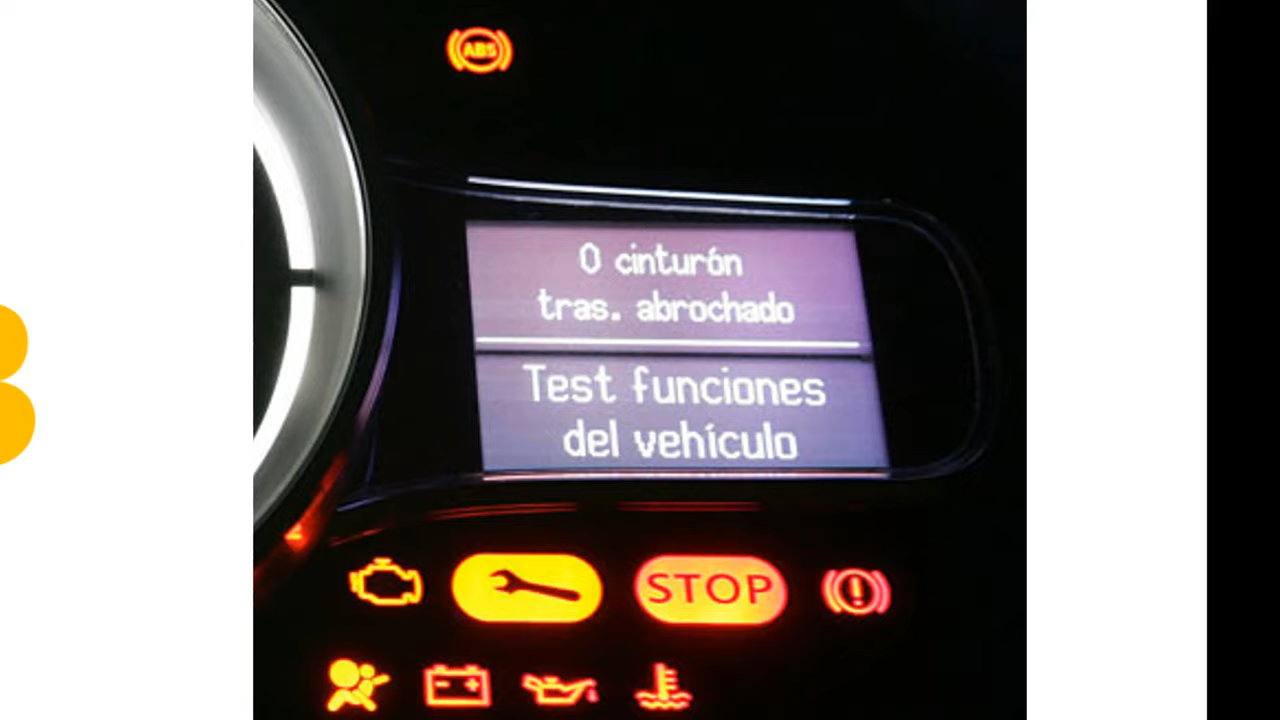 ABS
0 cinturón
tras. abrochado
Test funciones
del vehículo
STOP